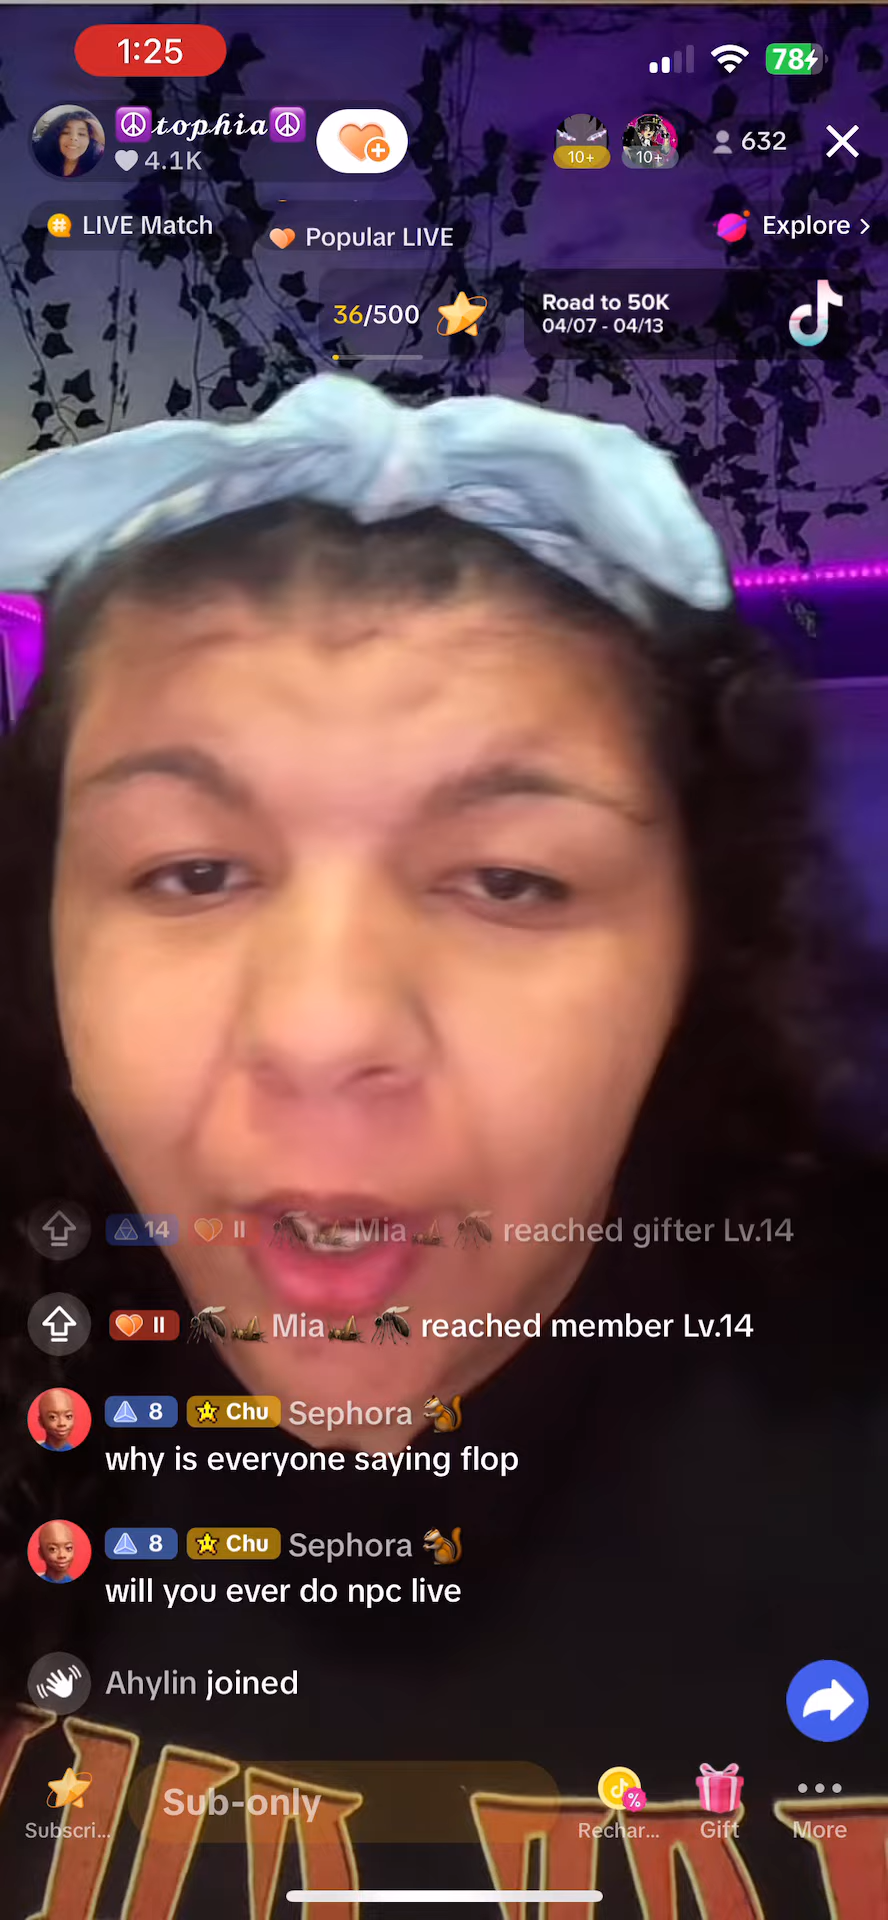 1:25
78
☮️𝓽𝓸𝓹𝓱𝓲𝓪☮️
4.1K
10+
10+
632
LIVE Match
Popular LIVE
Explore >
36/500
Road to 50K
04/07 - 04/13
14 II 🦟🦗Mia🦗🦟 reached gifter Lv.14
II 🦟🦗Mia🦗🦟 reached member Lv.14
8 Chu Sephora 🐿️
why is everyone saying flop
8 Chu Sephora 🐿️
will you ever do npc live
Ahylin joined
Sub-only
Subscri...
Rechar...
Gift
More